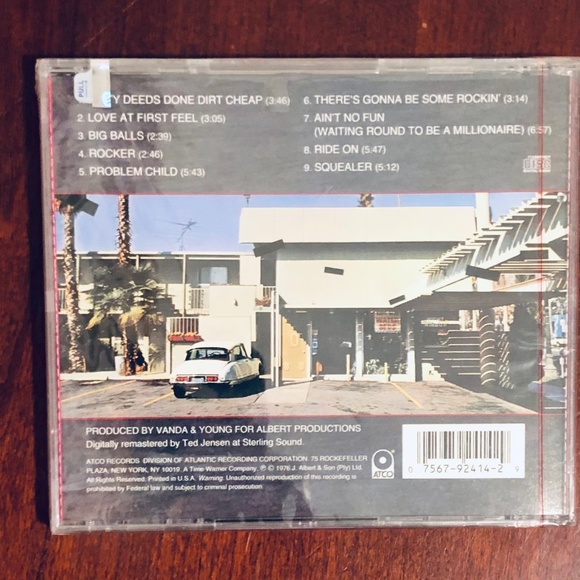 PULL
Y DEEDS DONE DIRT CHEAP (3:46)
2. LOVE AT FIRST FEEL (3:05)
3. BIG BALLS (2:39)
4. ROCKER (2:46)
5. PROBLEM CHILD (5:43)
6. THERE'S GONNA BE SOME ROCKIN' (3:14)
7. AIN'T NO FUN
(WAITING ROUND TO BE A MILLIONAIRE) (6:57)
8. RIDE ON (5:47)
9. SQUEALER (5:12)
PRODUCED BY VANDA & YOUNG FOR ALBERT PRODUCTIONS
Digitally remastered by Ted Jensen at Sterling Sound.
ATCO RECORDS DIVISION OF ATLANTIC RECORDING CORPORATION 75 ROCKEFELLER
PLAZA, NEW YORK, NY 10019 A Time Warner Company. ℗ © 1976 J. Albert & Son (Pty) Ltd.
All Rights Reserved. Printed in U.S.A. Warning: Unauthorized reproduction of this recording is
prohibited by Federal law and subject to criminal prosecution.
ATCO
0 7567-92414-2 9